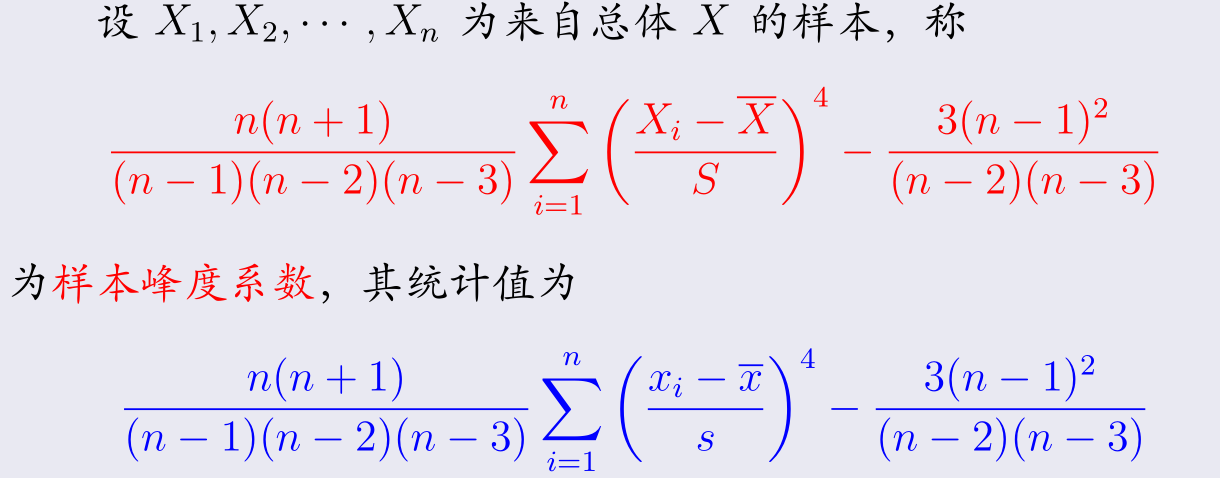 设 $X_1, X_2, \cdots, X_n$ 为来自总体 $X$ 的样本，称
$\frac{n(n+1)}{(n-1)(n-2)(n-3)} \sum_{i=1}^{n} \left( \frac{X_i - \overline{X}}{S} \right)^4 - \frac{3(n-1)^2}{(n-2)(n-3)}$
为样本峰度系数，其统计值为
$\frac{n(n+1)}{(n-1)(n-2)(n-3)} \sum_{i=1}^{n} \left( \frac{x_i - \overline{x}}{s} \right)^4 - \frac{3(n-1)^2}{(n-2)(n-3)}$